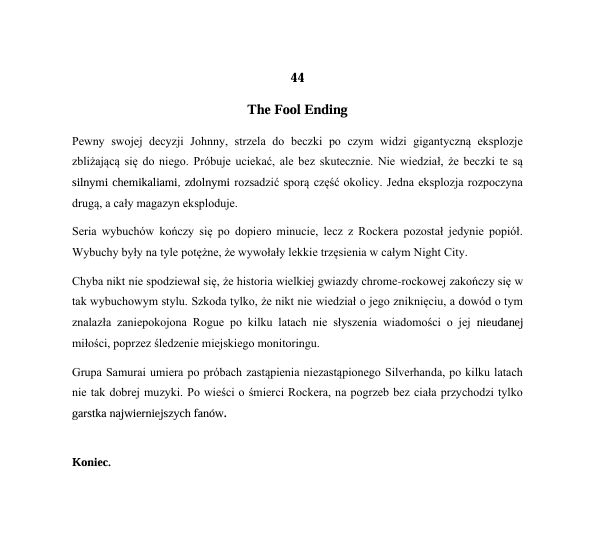 44
The Fool Ending
Pewny swojej decyzji Johnny, strzela do beczki po czym widzi gigantyczną eksplozje
zbliżającą się do niego. Próbuje uciekać, ale bez skutecznie. Nie wiedział, że beczki te są
silnymi chemikaliami, zdolnymi rozsadzić sporą część okolicy. Jedna eksplozja rozpoczyna
drugą, a cały magazyn eksploduje.
Seria wybuchów kończy się po dopiero minucie, lecz z Rockera pozostał jedynie popiół.
Wybuchy były na tyle potężne, że wywołały lekkie trzęsienia w całym Night City.
Chyba nikt nie spodziewał się, że historia wielkiej gwiazdy chrome-rockowej zakończy się w
tak wybuchowym stylu. Szkoda tylko, że nikt nie wiedział o jego zniknięciu, a dowód o tym
znalazła zaniepokojona Rogue po kilku latach nie słyszenia wiadomości o jej nieudanej
miłości, poprzez śledzenie miejskiego monitoringu.
Grupa Samurai umiera po próbach zastąpienia niezastąpionego Silverhanda, po kilku latach
nie tak dobrej muzyki. Po wieści o śmierci Rockera, na pogrzeb bez ciała przychodzi tylko
garstka najwierniejszych fanów.
Koniec.